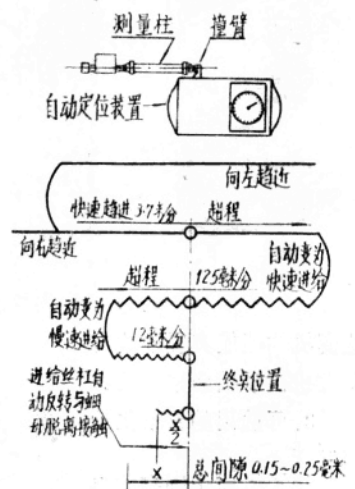 测量柱
撞臂
自动定位装置
向左趋近
快速趋进 3.7米/分
超程
向右趋近
自动变为
快速进给
超程
125毫米/分
自动变为
慢速进给
12毫米/分
终点位置
进给丝杠自
动反转与螺
母脱离接触
x/2
x
总间隙 0.15~0.25毫米